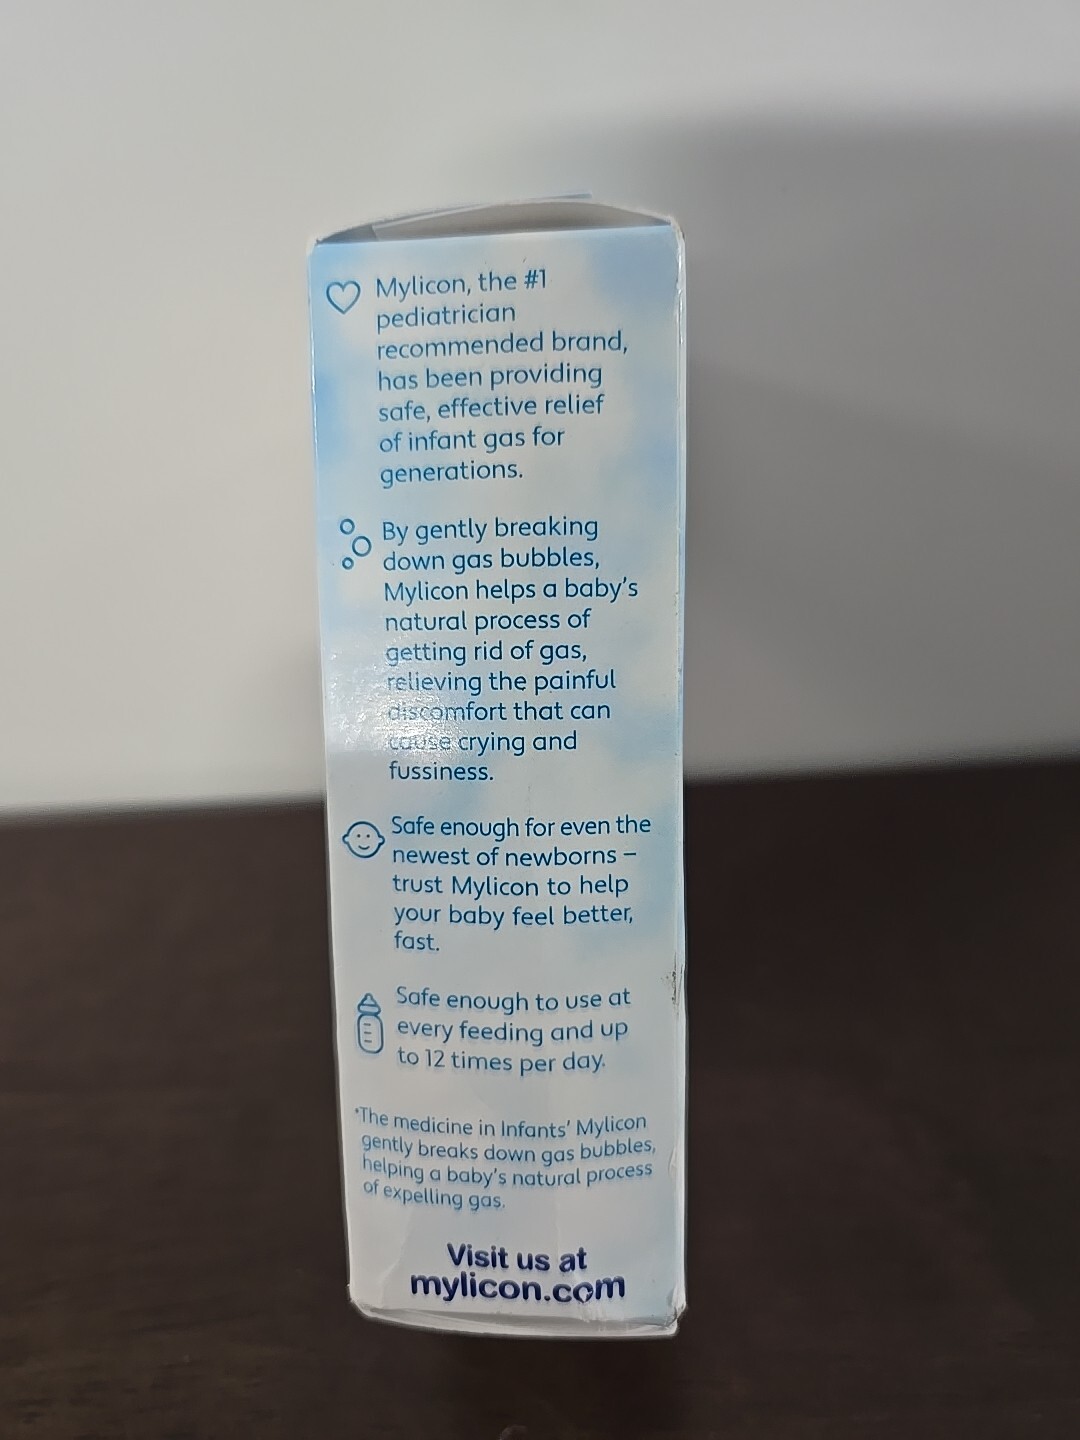 Mylicon, the #1
pediatrician
recommended brand,
has been providing
safe, effective relief
of infant gas for
generations.
By gently breaking
down gas bubbles,
Mylicon helps a baby's
natural process of
getting rid of gas,
relieving the painful
discomfort that can
cause crying and
fussiness.
Safe enough for even the
newest of newborns –
trust Mylicon to help
your baby feel better,
fast.
Safe enough to use at
every feeding and up
to 12 times per day.
*The medicine in Infants' Mylicon
gently breaks down gas bubbles,
helping a baby's natural process
of expelling gas.
Visit us at
mylicon.com